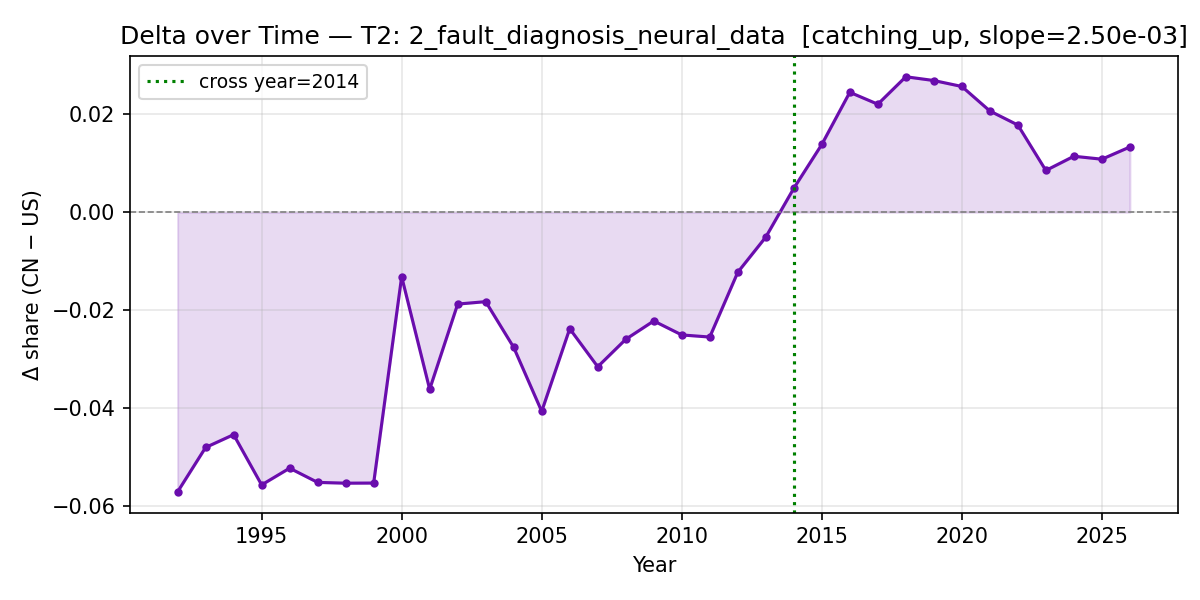 Delta over Time — T2: 2_fault_diagnosis_neural_data  [catching_up, slope=2.50e-03]
cross year=2014
0.02
0.00
−0.02
−0.04
−0.06
Δ share (CN − US)
1995 2000 2005 2010 2015 2020 2025
Year